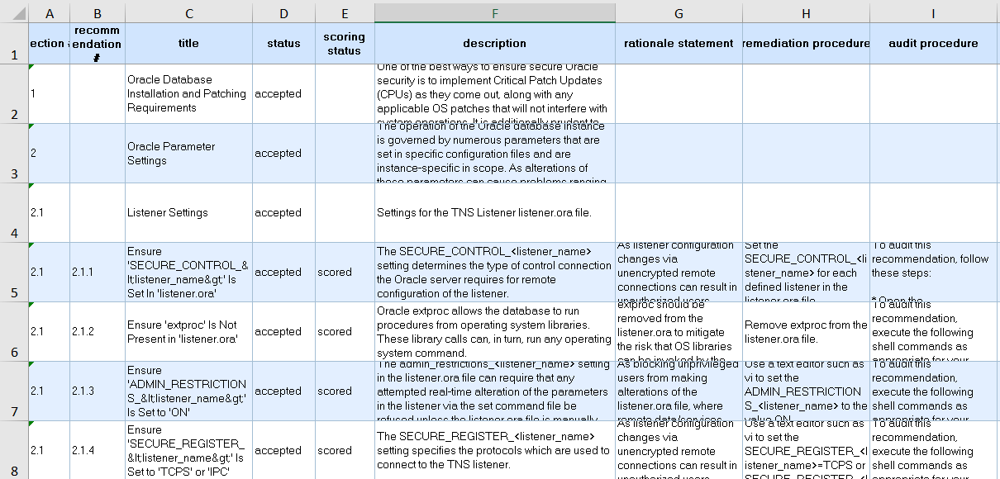 A B C D E F G H I
1 ection # recomm endation # title status scoring status description rationale statement remediation procedure audit procedure
2
1
Oracle Database
Installation and Patching
Requirements
accepted
One of the best ways to ensure secure Oracle
security is to implement Critical Patch Updates
(CPUs) as they come out, along with any
applicable OS patches that will not interfere with
system operations. It is additionally prudent to
3
2
Oracle Parameter
Settings
accepted
The operation of the Oracle database instance
is governed by numerous parameters that are
set in specific configuration files and are
instance-specific in scope. As alterations of
these parameters can cause problems ranging
4
2.1
Listener Settings
accepted
Settings for the TNS Listener listener.ora file.
5
2.1
2.1.1
Ensure
'SECURE_CONTROL_&
lt;listener_name&gt;' Is
Set In 'listener.ora'
accepted
scored
The SECURE_CONTROL_<listener_name>
setting determines the type of control connection
the Oracle server requires for remote
configuration of the listener.
As listener configuration
changes via
unencrypted remote
connections can result in
unauthorized users
Set the
SECURE_CONTROL_<li
stener_name> for each
defined listener in the
listener.ora file
To audit this
recommendation, follow
these steps:
* Open the
6
2.1
2.1.2
Ensure 'extproc' Is Not
Present in 'listener.ora'
accepted
scored
Oracle extproc allows the database to run
procedures from operating system libraries.
These library calls can, in turn, run any operating
system command.
extproc should be
removed from the
listener.ora to mitigate
the risk that OS libraries
can be invoked by the
Remove extproc from the
listener.ora file.
To audit this
recommendation,
execute the following
shell commands as
appropriate for your
7
2.1
2.1.3
Ensure
'ADMIN_RESTRICTION
S_&lt;listener_name&gt;'
Is Set to 'ON'
accepted
scored
The admin_restrictions_<listener_name> setting
in the listener.ora file can require that any
attempted real-time alteration of the parameters
in the listener via the set command file be
refused unless the listener.ora file is manually
As blocking unprivileged
users from making
alterations of the
listener.ora file, where
remote data/services
Use a text editor such as
vi to set the
ADMIN_RESTRICTION
S_<listener_name> to the
value ON
To audit this
recommendation,
execute the following
shell commands as
appropriate for your
8
2.1
2.1.4
Ensure
'SECURE_REGISTER_
&lt;listener_name&gt;' Is
Set to 'TCPS' or 'IPC'
accepted
scored
The SECURE_REGISTER_<listener_name>
setting specifies the protocols which are used to
connect to the TNS listener.
As listener configuration
changes via
unencrypted remote
connections can result in
unauthorized users
Use a text editor such as
vi to set the
SECURE_REGISTER_<l
istener_name>=TCPS or
SECURE_REGISTER_<l
To audit this
recommendation,
execute the following
shell commands as
appropriate for your